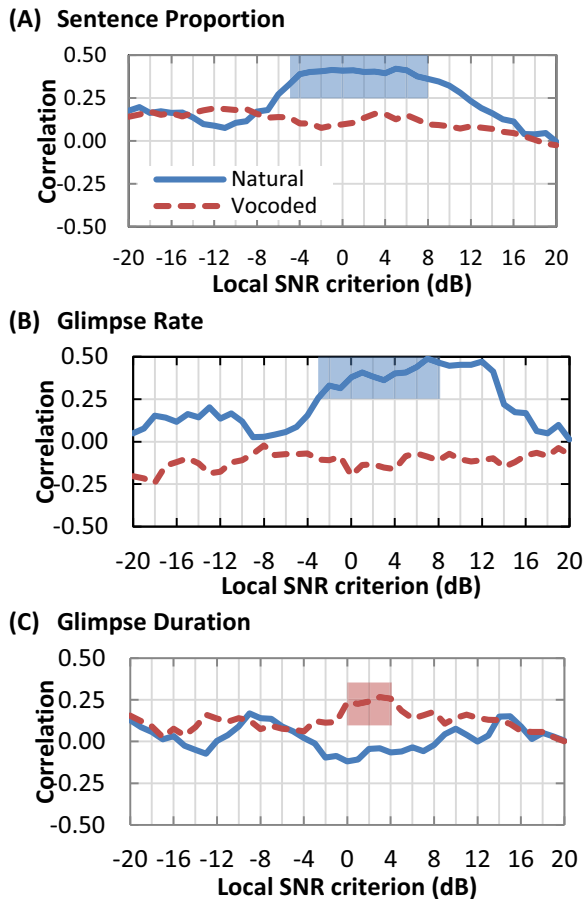 (A) Sentence Proportion
0.50
0.25
0.00
-0.25
-0.50
Correlation
Natural
Vocoded
-20 -16 -12 -8 -4 0 4 8 12 16 20
Local SNR criterion (dB)
(B) Glimpse Rate
0.50
0.25
0.00
-0.25
-0.50
Correlation
-20 -16 -12 -8 -4 0 4 8 12 16 20
Local SNR criterion (dB)
(C) Glimpse Duration
0.50
0.25
0.00
-0.25
-0.50
Correlation
-20 -16 -12 -8 -4 0 4 8 12 16 20
Local SNR criterion (dB)